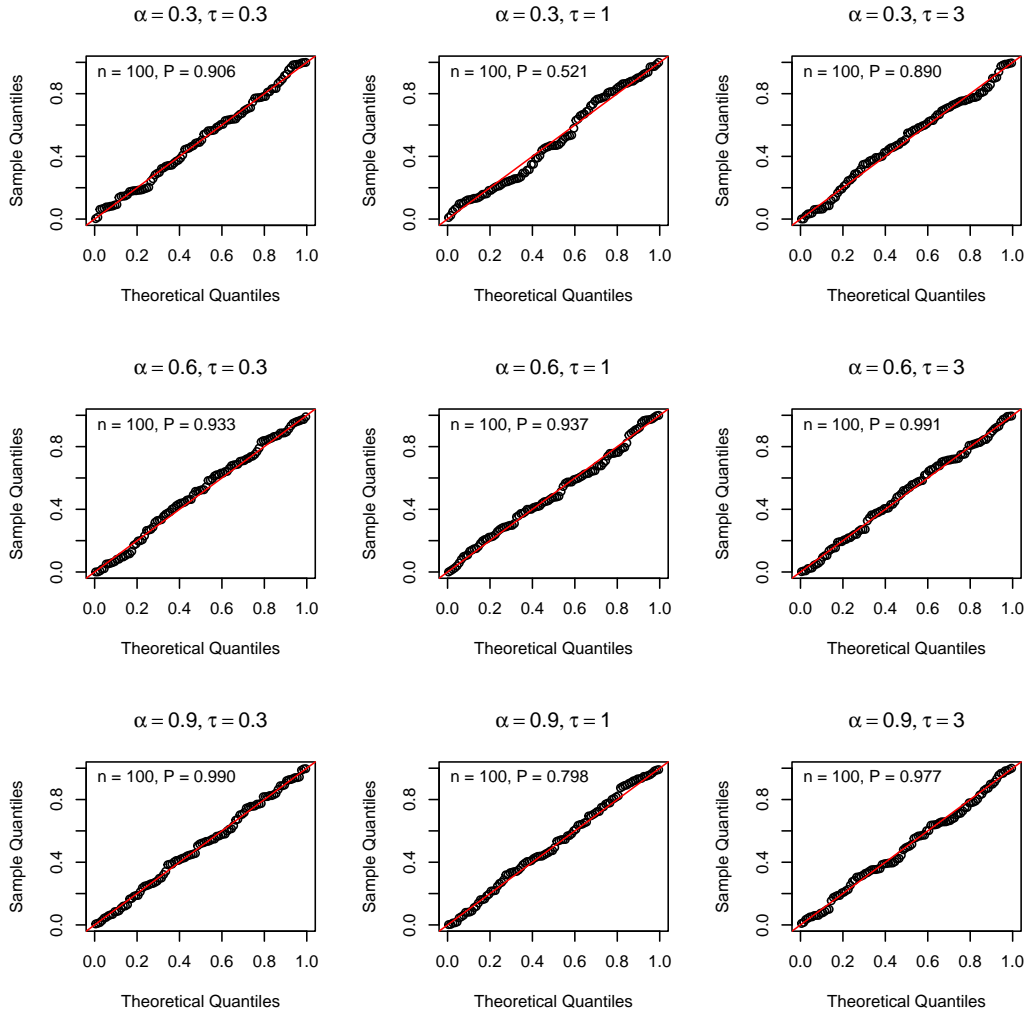 α = 0.3, τ = 0.3
n = 100, P = 0.906
Sample Quantiles
0.0 0.4 0.8
0.0 0.2 0.4 0.6 0.8 1.0
Theoretical Quantiles
α = 0.3, τ = 1
n = 100, P = 0.521
Sample Quantiles
0.0 0.4 0.8
0.0 0.2 0.4 0.6 0.8 1.0
Theoretical Quantiles
α = 0.3, τ = 3
n = 100, P = 0.890
Sample Quantiles
0.0 0.4 0.8
0.0 0.2 0.4 0.6 0.8 1.0
Theoretical Quantiles
α = 0.6, τ = 0.3
n = 100, P = 0.933
Sample Quantiles
0.0 0.4 0.8
0.0 0.2 0.4 0.6 0.8 1.0
Theoretical Quantiles
α = 0.6, τ = 1
n = 100, P = 0.937
Sample Quantiles
0.0 0.4 0.8
0.0 0.2 0.4 0.6 0.8 1.0
Theoretical Quantiles
α = 0.6, τ = 3
n = 100, P = 0.991
Sample Quantiles
0.0 0.4 0.8
0.0 0.2 0.4 0.6 0.8 1.0
Theoretical Quantiles
α = 0.9, τ = 0.3
n = 100, P = 0.990
Sample Quantiles
0.0 0.4 0.8
0.0 0.2 0.4 0.6 0.8 1.0
Theoretical Quantiles
α = 0.9, τ = 1
n = 100, P = 0.798
Sample Quantiles
0.0 0.4 0.8
0.0 0.2 0.4 0.6 0.8 1.0
Theoretical Quantiles
α = 0.9, τ = 3
n = 100, P = 0.977
Sample Quantiles
0.0 0.4 0.8
0.0 0.2 0.4 0.6 0.8 1.0
Theoretical Quantiles